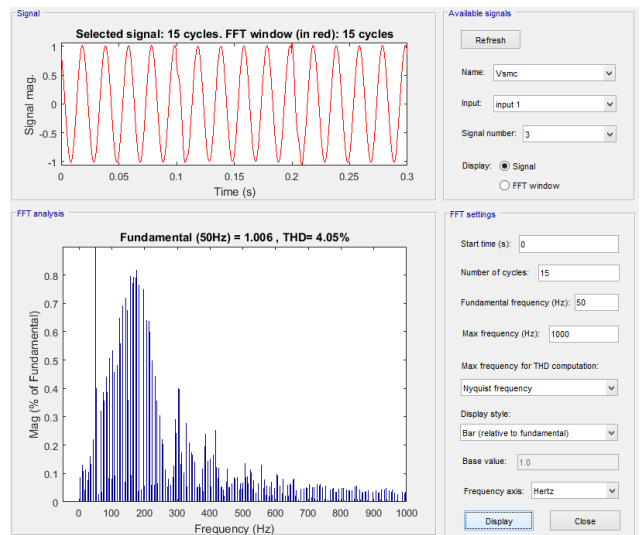 Signal
Selected signal: 15 cycles. FFT window (in red): 15 cycles
1
0.5
0
-0.5
-1
Signal mag.
0 0.05 0.1 0.15 0.2 0.25 0.3
Time (s)
Available signals
Refresh
Name: Vsmc
Input: input 1
Signal number: 3
Display: Signal
FFT window
FFT analysis
Fundamental (50Hz) = 1.006 , THD= 4.05%
0.8
0.7
0.6
0.5
0.4
0.3
0.2
0.1
0
Mag (% of Fundamental)
0 100 200 300 400 500 600 700 800 900 1000
Frequency (Hz)
FFT settings
Start time (s): 0
Number of cycles: 15
Fundamental frequency (Hz): 50
Max frequency (Hz): 1000
Max frequency for THD computation:
Nyquist frequency
Display style:
Bar (relative to fundamental)
Base value: 1.0
Frequency axis: Hertz
Display Close